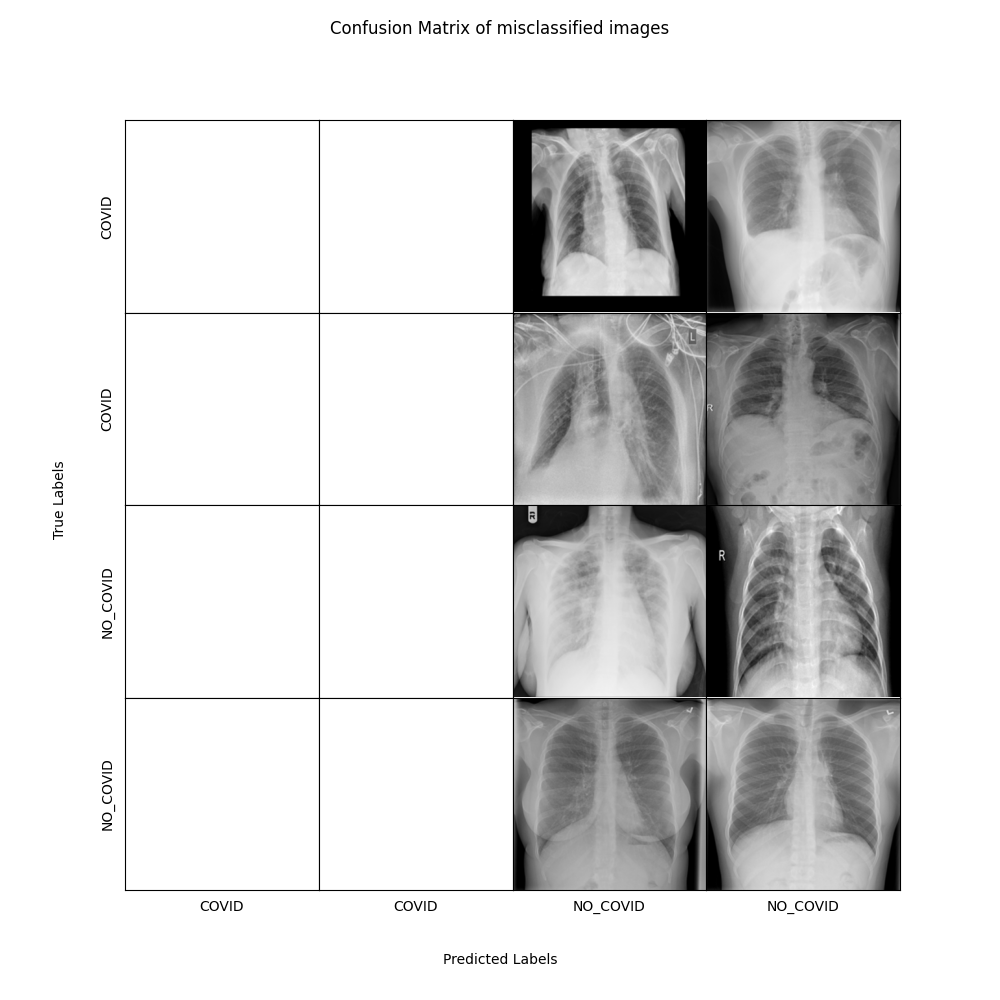 Confusion Matrix of misclassified images
COVID
COVID
L
R
True Labels
NO_COVID
R
R
NO_COVID
COVID
COVID
NO_COVID
NO_COVID
Predicted Labels